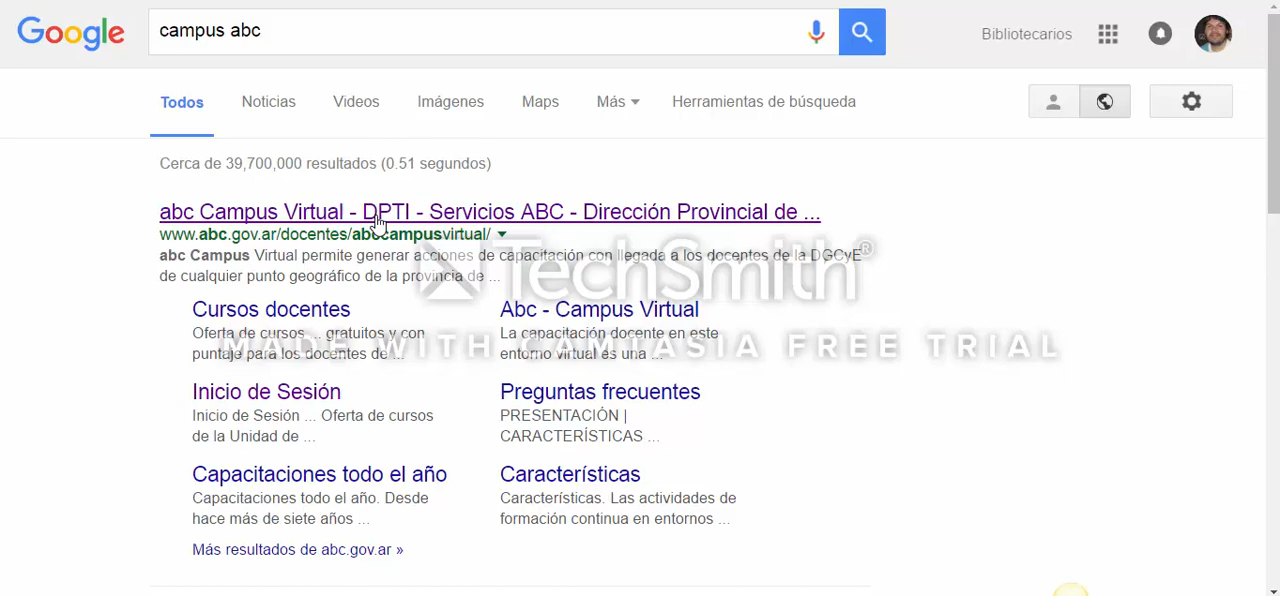 Google
campus abc
Bibliotecarios
Todos Noticias Videos Imágenes Maps Más Herramientas de búsqueda
Cerca de 39,700,000 resultados (0.51 segundos)
abc Campus Virtual - DPTI - Servicios ABC - Dirección Provincial de ...
www.abc.gov.ar/docentes/abccampusvirtual/
abc Campus Virtual permite generar acciones de capacitación con llegada a los docentes de la DGCyE
de cualquier punto geográfico de la provincia de ...
TechSmith®
MADE WITH CAMTASIA FREE TRIAL
Cursos docentes
Oferta de cursos ... gratuitos y con
puntaje para los docentes de ...
Abc - Campus Virtual
La capacitación docente en este
entorno virtual es una ...
Inicio de Sesión
Inicio de Sesión ... Oferta de cursos
de la Unidad de ...
Preguntas frecuentes
PRESENTACIÓN |
CARACTERÍSTICAS ...
Capacitaciones todo el año
Capacitaciones todo el año. Desde
hace más de siete años ...
Características
Características. Las actividades de
formación continua en entornos ...
Más resultados de abc.gov.ar »